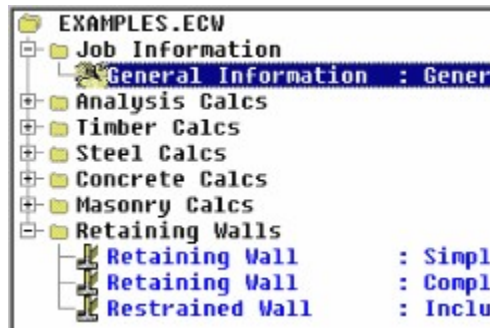 EXAMPLES.ECW
Job Information
General Information : Gener
Analysis Calcs
Timber Calcs
Steel Calcs
Concrete Calcs
Masonry Calcs
Retaining Walls
Retaining Wall : Simpl
Retaining Wall : Compl
Restrained Wall : Inclu